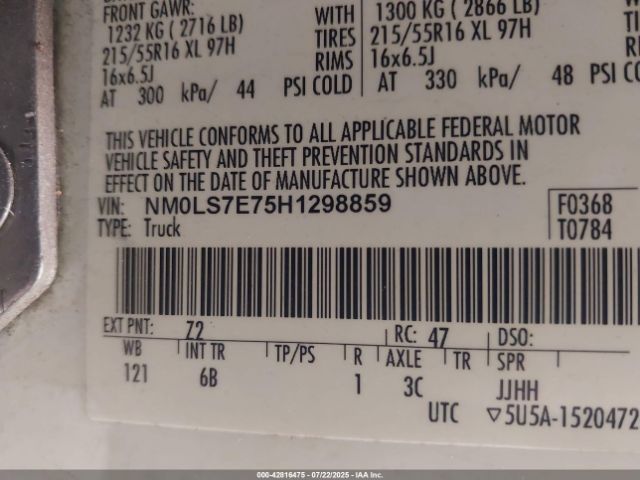 FRONT GAWR:
1232 KG ( 2716 LB) WITH 1300 KG ( 2866 LB)
215/55R16 XL 97H TIRES 215/55R16 XL 97H
16x6.5J RIMS 16x6.5J
AT 300 kPa/ 44 PSI COLD AT 330 kPa/ 48 PSI COL
THIS VEHICLE CONFORMS TO ALL APPLICABLE FEDERAL MOTOR
VEHICLE SAFETY AND THEFT PREVENTION STANDARDS IN
EFFECT ON THE DATE OF MANUFACTURE SHOWN ABOVE.
VIN: NM0LS7E75H1298859 F0368
TYPE: Truck T0784
EXT PNT: Z2 RC: 47 DSO:
WB INT TR TP/PS R AXLE TR SPR
121 6B 1 3C JJHH
UTC ▽5U5A-1520472
000-42816475 - 07/22/2025 - IAAI.COM